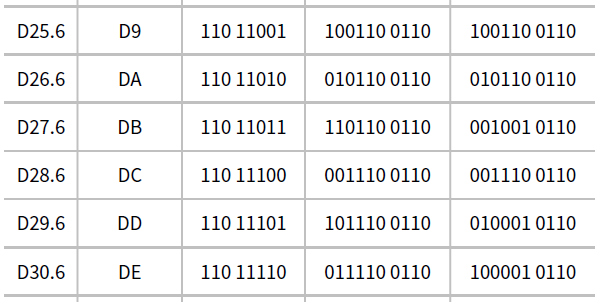 D25.6 D9 110 11001 100110 0110 100110 0110
D26.6 DA 110 11010 010110 0110 010110 0110
D27.6 DB 110 11011 110110 0110 001001 0110
D28.6 DC 110 11100 001110 0110 001110 0110
D29.6 DD 110 11101 101110 0110 010001 0110
D30.6 DE 110 11110 011110 0110 100001 0110